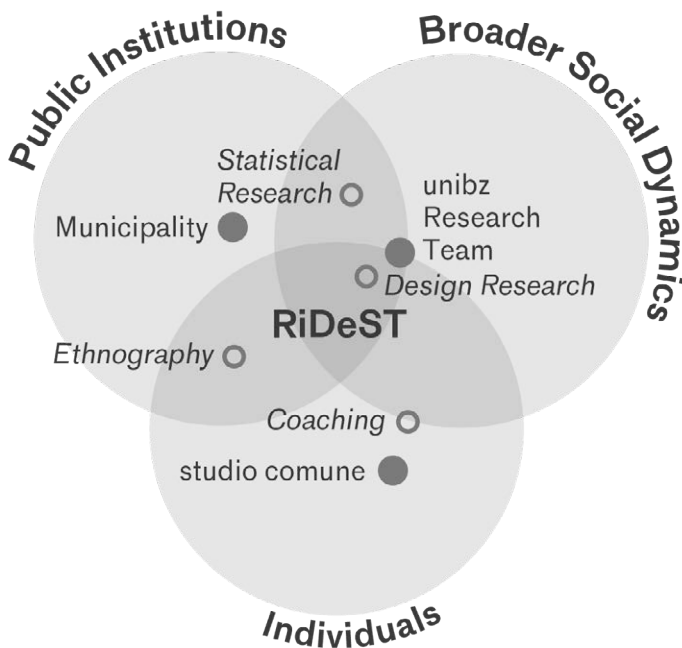 Public Institutions
Broader Social Dynamics
Statistical
Research
unibz
Research
Team
Municipality
Design Research
RiDeST
Ethnography
Coaching
studio comune
Individuals